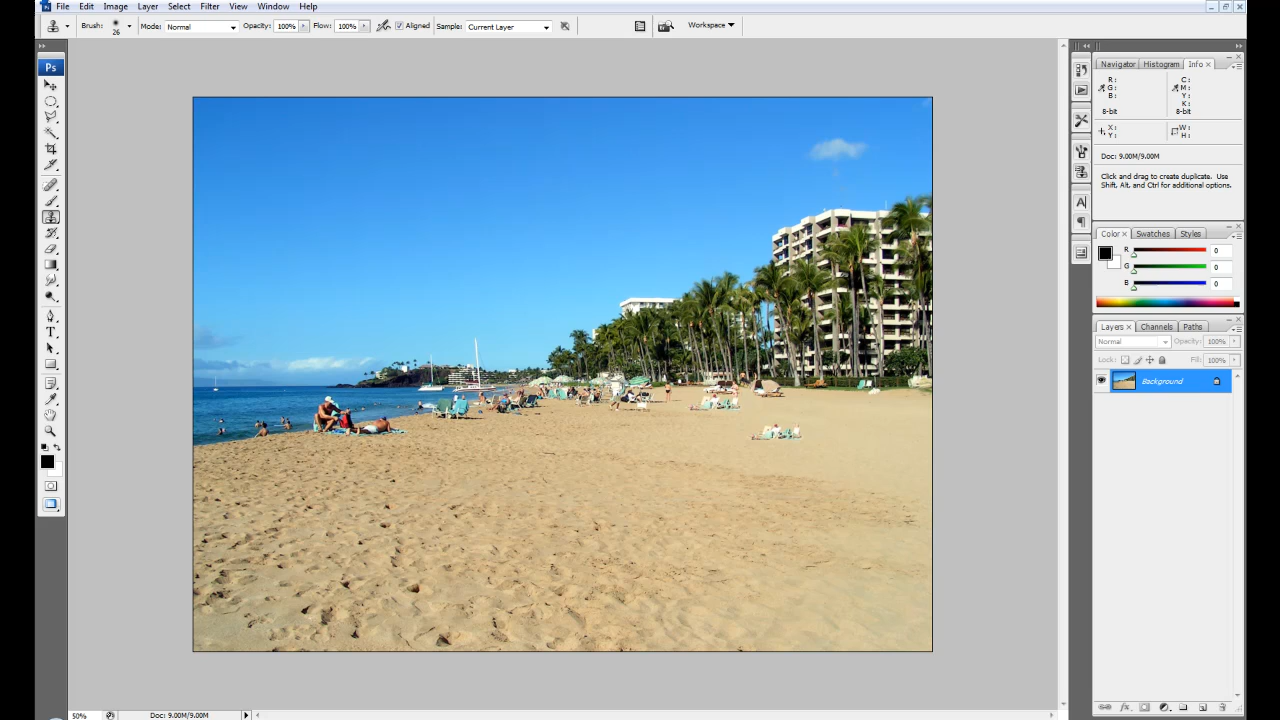 File Edit Image Layer Select Filter View Window Help
Brush: 26 Mode: Normal Opacity: 100% Flow: 100% Aligned Sample: Current Layer Workspace
Ps
Navigator Histogram Info
R: C:
G: M:
B: Y:
K:
8-bit 8-bit
X: W:
Y: H:
Doc: 9.00M/9.00M
Click and drag to create duplicate. Use
Shift, Alt, and Ctrl for additional options.
Color Swatches Styles
R 0
G 0
B 0
Layers Channels Paths
Normal Opacity: 100%
Lock: Fill: 100%
Background
50% Doc: 9.00M/9.00M